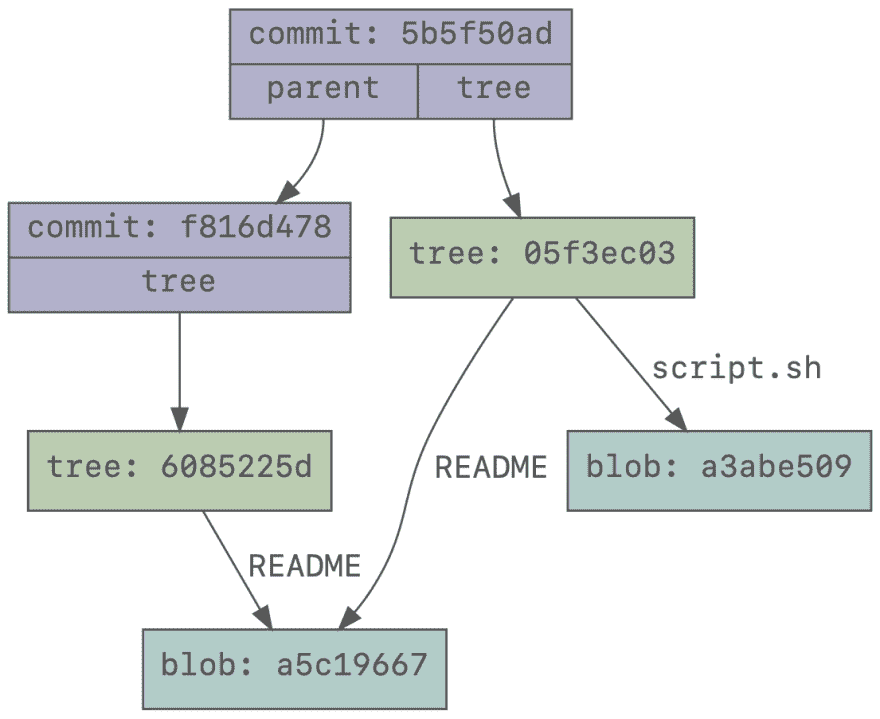 commit: 5b5f50ad
parent
tree
commit: f816d478
tree
tree: 05f3ec03
script.sh
tree: 6085225d
README
blob: a3abe509
README
blob: a5c19667